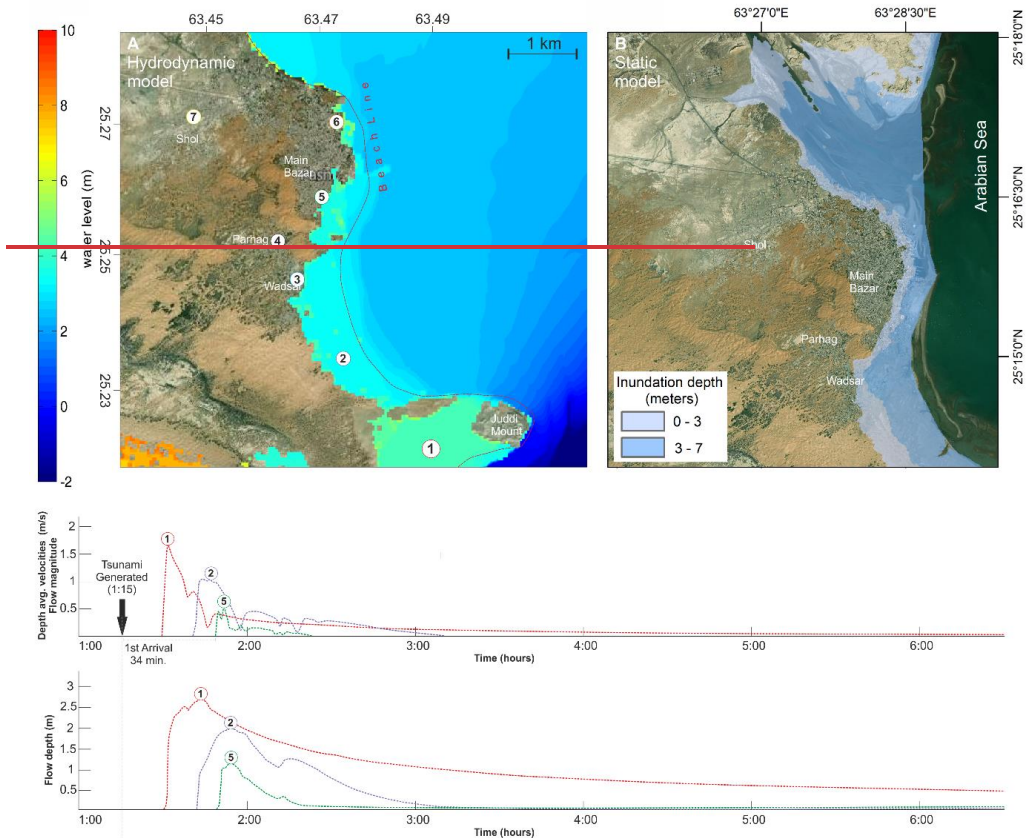 63.45 63.47 63.49
63°27'0"E 63°28'30"E
10
8
6
4
2
0
-2
water level (m)
25.27
25.25
25.23
A
Hydrodynamic
model
1 km
7
Shol
6
Main
Bazar
5
Parhag 4
3
Wadsar
2
1
Juddi
Mount
Beach Line
B
Static
model
Shol
Main
Bazar
Parhag
Wadsar
Arabian Sea
25°18'0"N
25°16'30"N
25°15'0"N
Inundation depth
(meters)
0 - 3
3 - 7
Depth avg. velocities (m/s)
Flow magnitude
2
1.5
1
0.5
Tsunami
Generated
(1:15)
1
2
5
1:00 2:00 3:00 4:00 5:00 6:00
1st Arrival
34 min.
Time (hours)
Flow depth (m)
3
2.5
2
1.5
1
0.5
1
2
5
1:00 2:00 3:00 4:00 5:00 6:00
Time (hours)